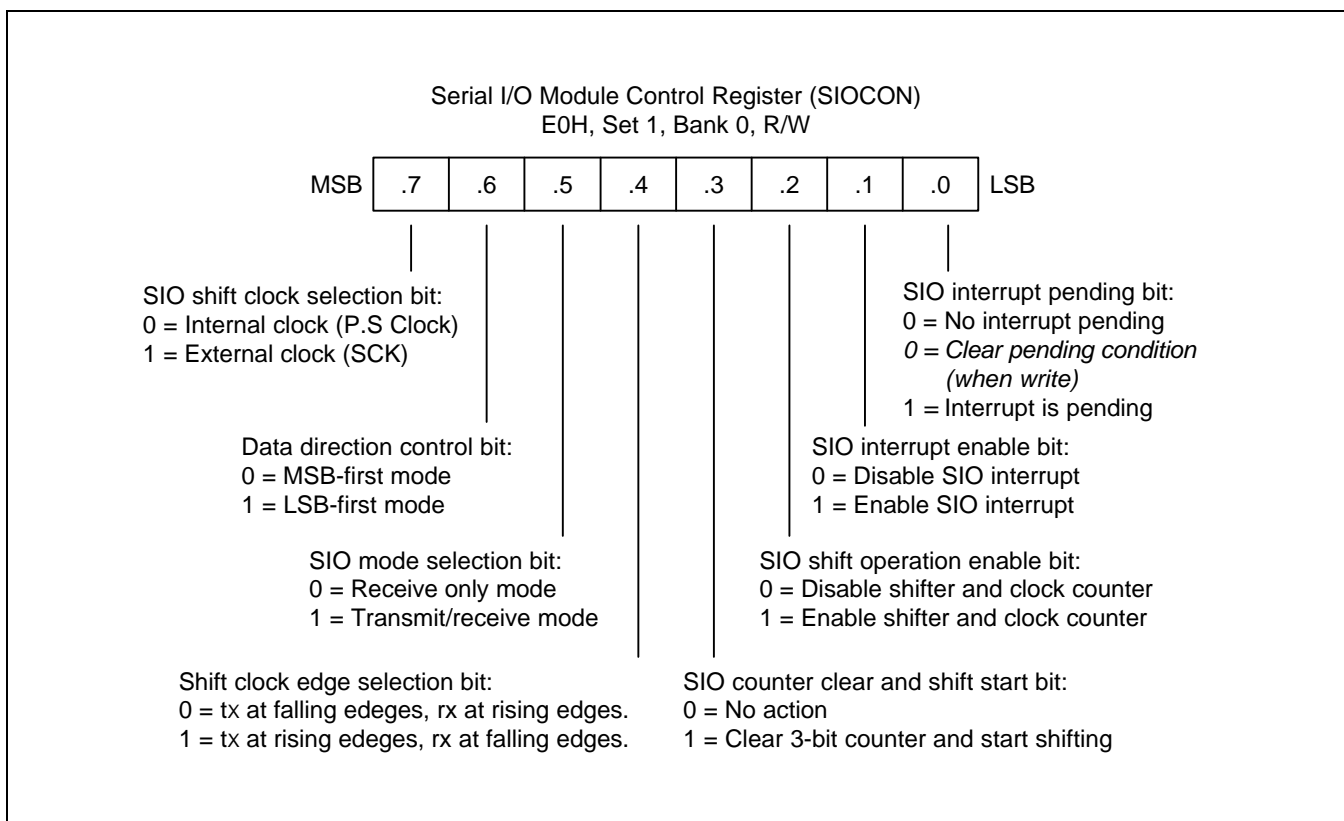 Serial I/O Module Control Register (SIOCON)
E0H, Set 1, Bank 0, R/W
MSB .7 .6 .5 .4 .3 .2 .1 .0 LSB
SIO shift clock selection bit:
0 = Internal clock (P.S Clock)
1 = External clock (SCK)
Data direction control bit:
0 = MSB-first mode
1 = LSB-first mode
SIO mode selection bit:
0 = Receive only mode
1 = Transmit/receive mode
Shift clock edge selection bit:
0 = tx at falling edeges, rx at rising edges.
1 = tx at rising edeges, rx at falling edges.
SIO interrupt pending bit:
0 = No interrupt pending
0 = Clear pending condition
(when write)
1 = Interrupt is pending
SIO interrupt enable bit:
0 = Disable SIO interrupt
1 = Enable SIO interrupt
SIO shift operation enable bit:
0 = Disable shifter and clock counter
1 = Enable shifter and clock counter
SIO counter clear and shift start bit:
0 = No action
1 = Clear 3-bit counter and start shifting